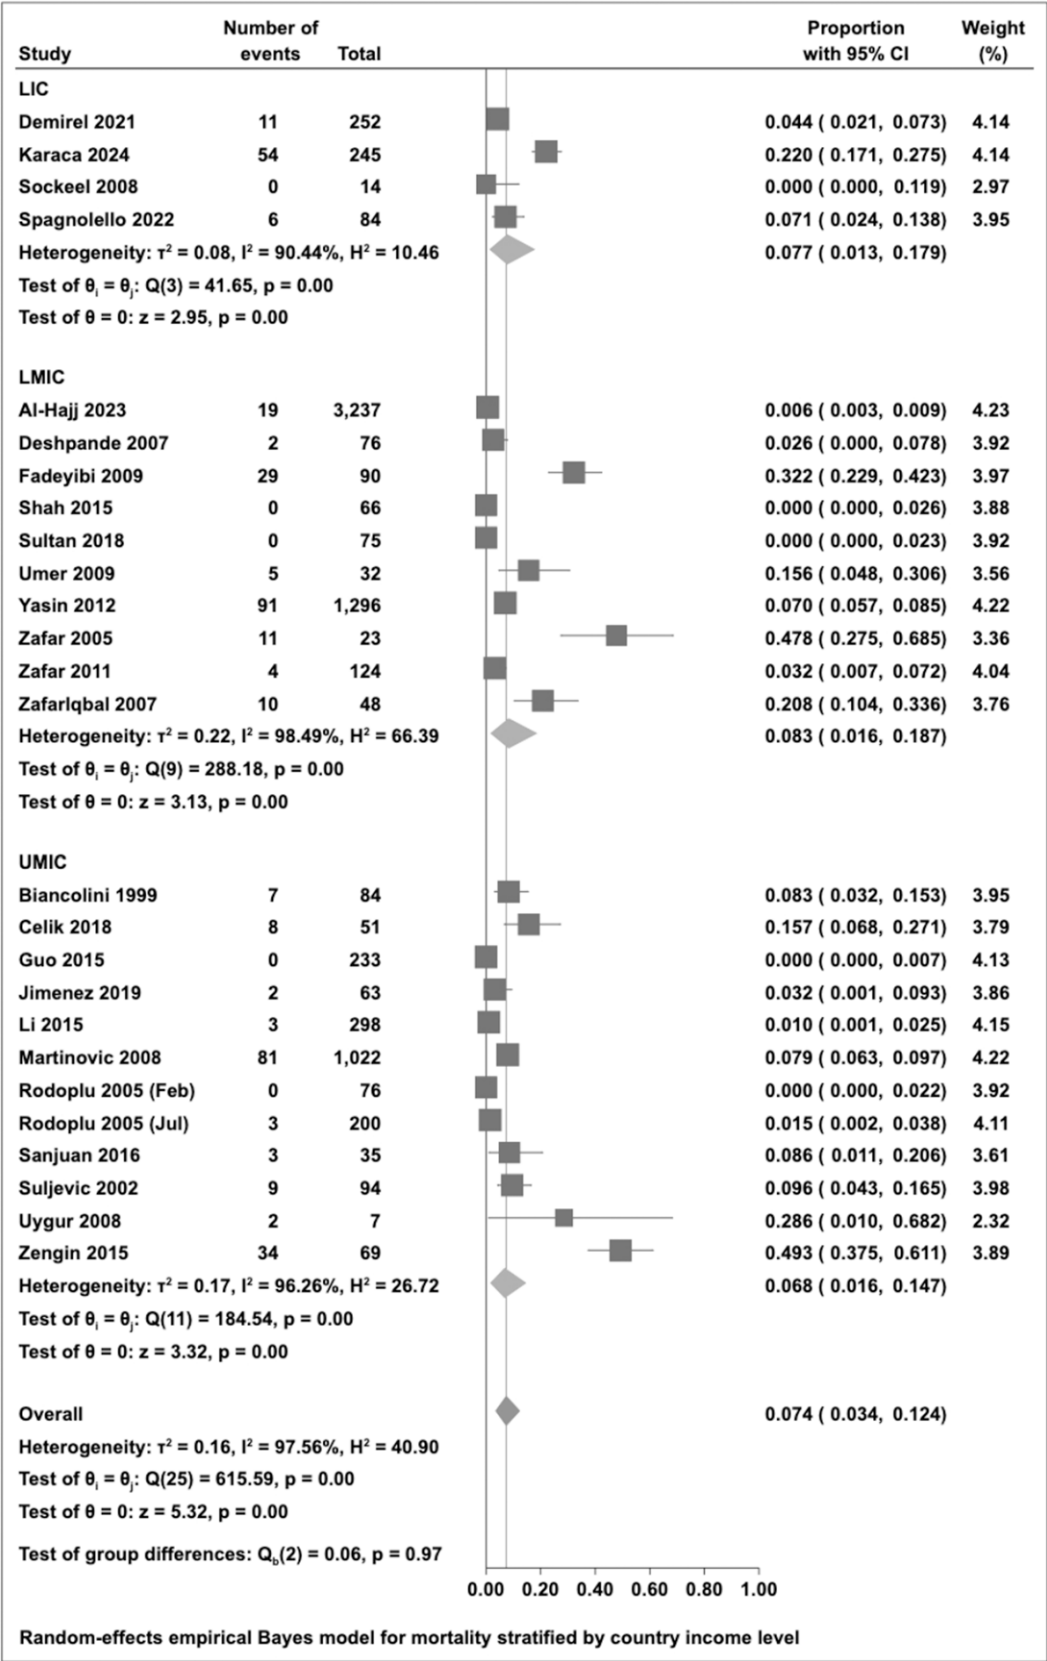 Number of Proportion Weight
Study events Total with 95% CI (%)
LIC
Demirel 2021 11 252 0.044 ( 0.021, 0.073) 4.14
Karaca 2024 54 245 0.220 ( 0.171, 0.275) 4.14
Sockeel 2008 0 14 0.000 ( 0.000, 0.119) 2.97
Spagnolello 2022 6 84 0.071 ( 0.024, 0.138) 3.95
Heterogeneity: τ² = 0.08, I² = 90.44%, H² = 10.46 0.077 ( 0.013, 0.179)
Test of θᵢ = θⱼ: Q(3) = 41.65, p = 0.00
Test of θ = 0: z = 2.95, p = 0.00
LMIC
Al-Hajj 2023 19 3,237 0.006 ( 0.003, 0.009) 4.23
Deshpande 2007 2 76 0.026 ( 0.000, 0.078) 3.92
Fadeyibi 2009 29 90 0.322 ( 0.229, 0.423) 3.97
Shah 2015 0 66 0.000 ( 0.000, 0.026) 3.88
Sultan 2018 0 75 0.000 ( 0.000, 0.023) 3.92
Umer 2009 5 32 0.156 ( 0.048, 0.306) 3.56
Yasin 2012 91 1,296 0.070 ( 0.057, 0.085) 4.22
Zafar 2005 11 23 0.478 ( 0.275, 0.685) 3.36
Zafar 2011 4 124 0.032 ( 0.007, 0.072) 4.04
ZafarIqbal 2007 10 48 0.208 ( 0.104, 0.336) 3.76
Heterogeneity: τ² = 0.22, I² = 98.49%, H² = 66.39 0.083 ( 0.016, 0.187)
Test of θᵢ = θⱼ: Q(9) = 288.18, p = 0.00
Test of θ = 0: z = 3.13, p = 0.00
UMIC
Biancolini 1999 7 84 0.083 ( 0.032, 0.153) 3.95
Celik 2018 8 51 0.157 ( 0.068, 0.271) 3.79
Guo 2015 0 233 0.000 ( 0.000, 0.007) 4.13
Jimenez 2019 2 63 0.032 ( 0.001, 0.093) 3.86
Li 2015 3 298 0.010 ( 0.001, 0.025) 4.15
Martinovic 2008 81 1,022 0.079 ( 0.063, 0.097) 4.22
Rodoplu 2005 (Feb) 0 76 0.000 ( 0.000, 0.022) 3.92
Rodoplu 2005 (Jul) 3 200 0.015 ( 0.002, 0.038) 4.11
Sanjuan 2016 3 35 0.086 ( 0.011, 0.206) 3.61
Suljevic 2002 9 94 0.096 ( 0.043, 0.165) 3.98
Uygur 2008 2 7 0.286 ( 0.010, 0.682) 2.32
Zengin 2015 34 69 0.493 ( 0.375, 0.611) 3.89
Heterogeneity: τ² = 0.17, I² = 96.26%, H² = 26.72 0.068 ( 0.016, 0.147)
Test of θᵢ = θⱼ: Q(11) = 184.54, p = 0.00
Test of θ = 0: z = 3.32, p = 0.00
Overall 0.074 ( 0.034, 0.124)
Heterogeneity: τ² = 0.16, I² = 97.56%, H² = 40.90
Test of θᵢ = θⱼ: Q(25) = 615.59, p = 0.00
Test of θ = 0: z = 5.32, p = 0.00
Test of group differences: Q_b(2) = 0.06, p = 0.97
0.00 0.20 0.40 0.60 0.80 1.00
Random-effects empirical Bayes model for mortality stratified by country income level